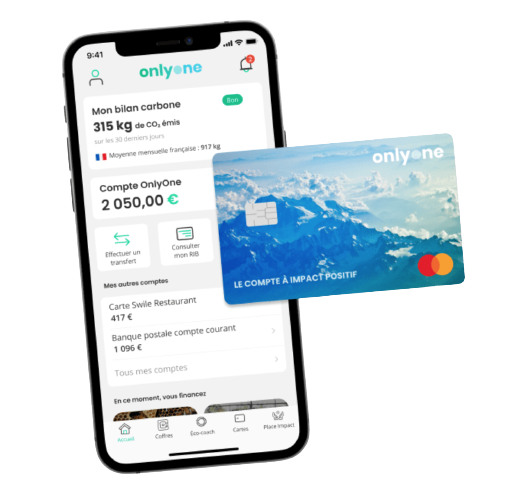 9:41
onlyone
2
Mon bilan carbone
Bon
315 kg de CO₂ émis
sur les 30 derniers jours
Moyenne mensuelle française : 917 kg
Compte OnlyOne
2 050,00 €
Effectuer un
transfert
Consulter
mon RIB
Mes autres comptes
Carte Swile Restaurant
417 €
Banque postale compte courant
1 096 €
Tous mes comptes
En ce moment, vous financez
Accueil
Coffres
Éco-coach
Cartes
Place Impact
onlyone
LE COMPTE À IMPACT POSITIF